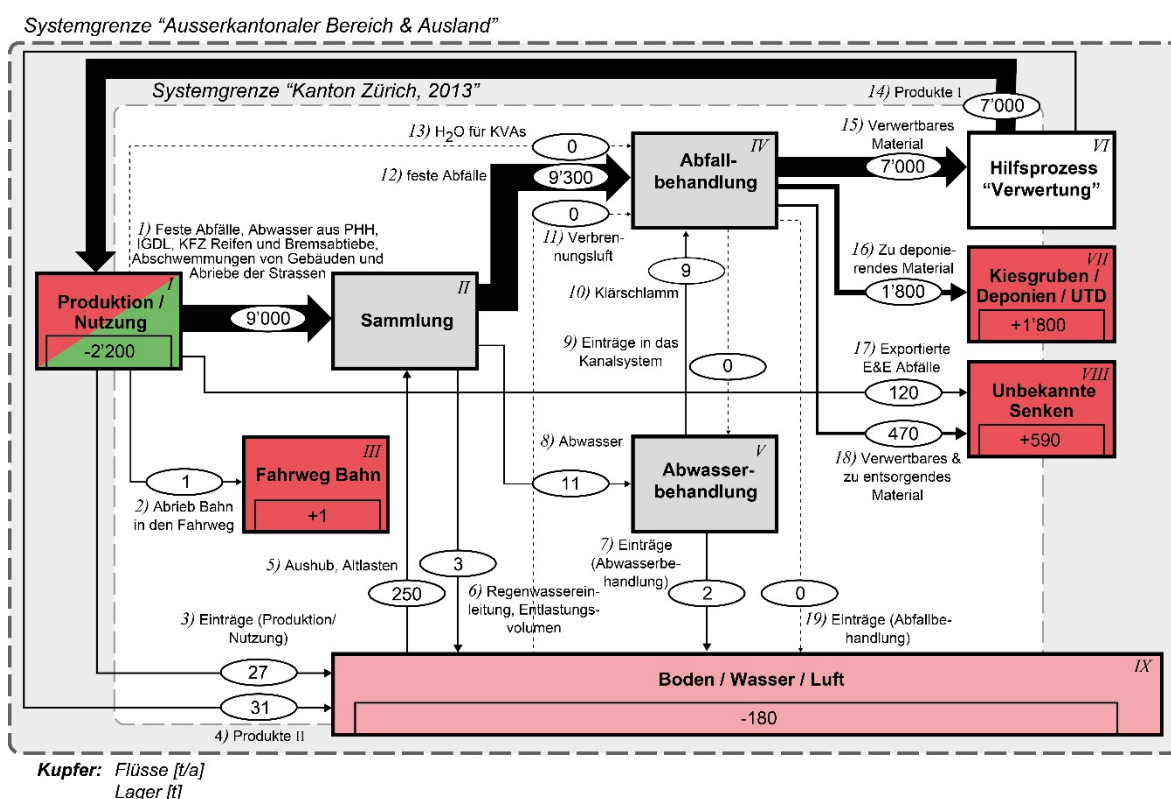 Systemgrenze “Ausserkantonaler Bereich & Ausland”
Systemgrenze “Kanton Zürich, 2013”
14) Produkte I
7’000
13) H2O für KVAs
0
15) Verwertbares
Material
7’000
IV
Abfall-
behandlung
VI
Hilfsprozess
“Verwertung”
12) feste Abfälle
9’300
0
11) Verbren-
nungsluft
1) Feste Abfälle, Abwasser aus PHH,
IGDL, KFZ Reifen und Bremsabtiebe,
Abschwemmungen von Gebäuden und
Abriebe der Strassen
16) Zu deponie-
rendes Material
1’800
VII
Kiesgruben /
Deponien / UTD
+1’800
I
Produktion /
Nutzung
-2’200
9’000
II
Sammlung
9
10) Klärschlamm
9) Einträge in das
Kanalsystem
0
17) Exportierte
E&E Abfälle
120
VIII
Unbekannte
Senken
+590
470
18) Verwertbares &
zu entsorgendes
Material
III
Fahrweg Bahn
+1
1
2) Abrieb Bahn
in den Fahrweg
8) Abwasser
11
V
Abwasser-
behandlung
7) Einträge
(Abwasserbe-
handlung)
2
5) Aushub, Altlasten
250
3
6) Regenwasserein-
leitung, Entlastungs-
volumen
0
19) Einträge (Abfallbe-
handlung)
3) Einträge (Produktion/
Nutzung)
27
31
4) Produkte II
IX
Boden / Wasser / Luft
-180
Kupfer: Flüsse [t/a]
Lager [t]